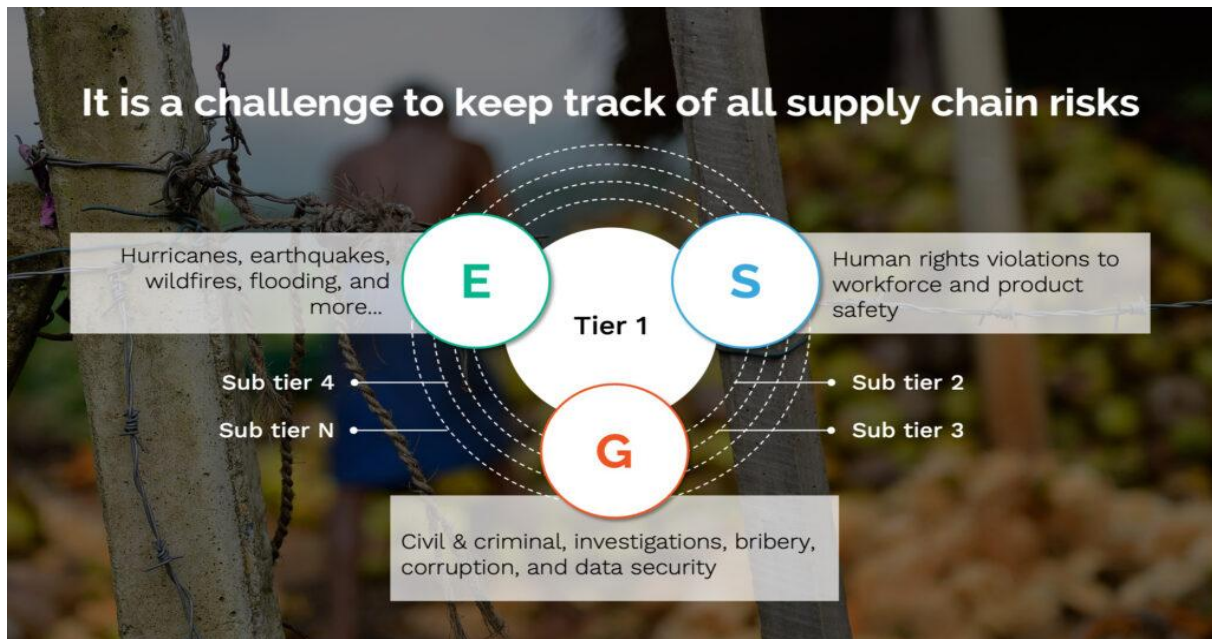 It is a challenge to keep track of all supply chain risks
Hurricanes, earthquakes,
wildfires, flooding, and
more...
E
S
Human rights violations to
workforce and product
safety
Tier 1
Sub tier 4
Sub tier 2
Sub tier N
Sub tier 3
G
Civil & criminal, investigations, bribery,
corruption, and data security